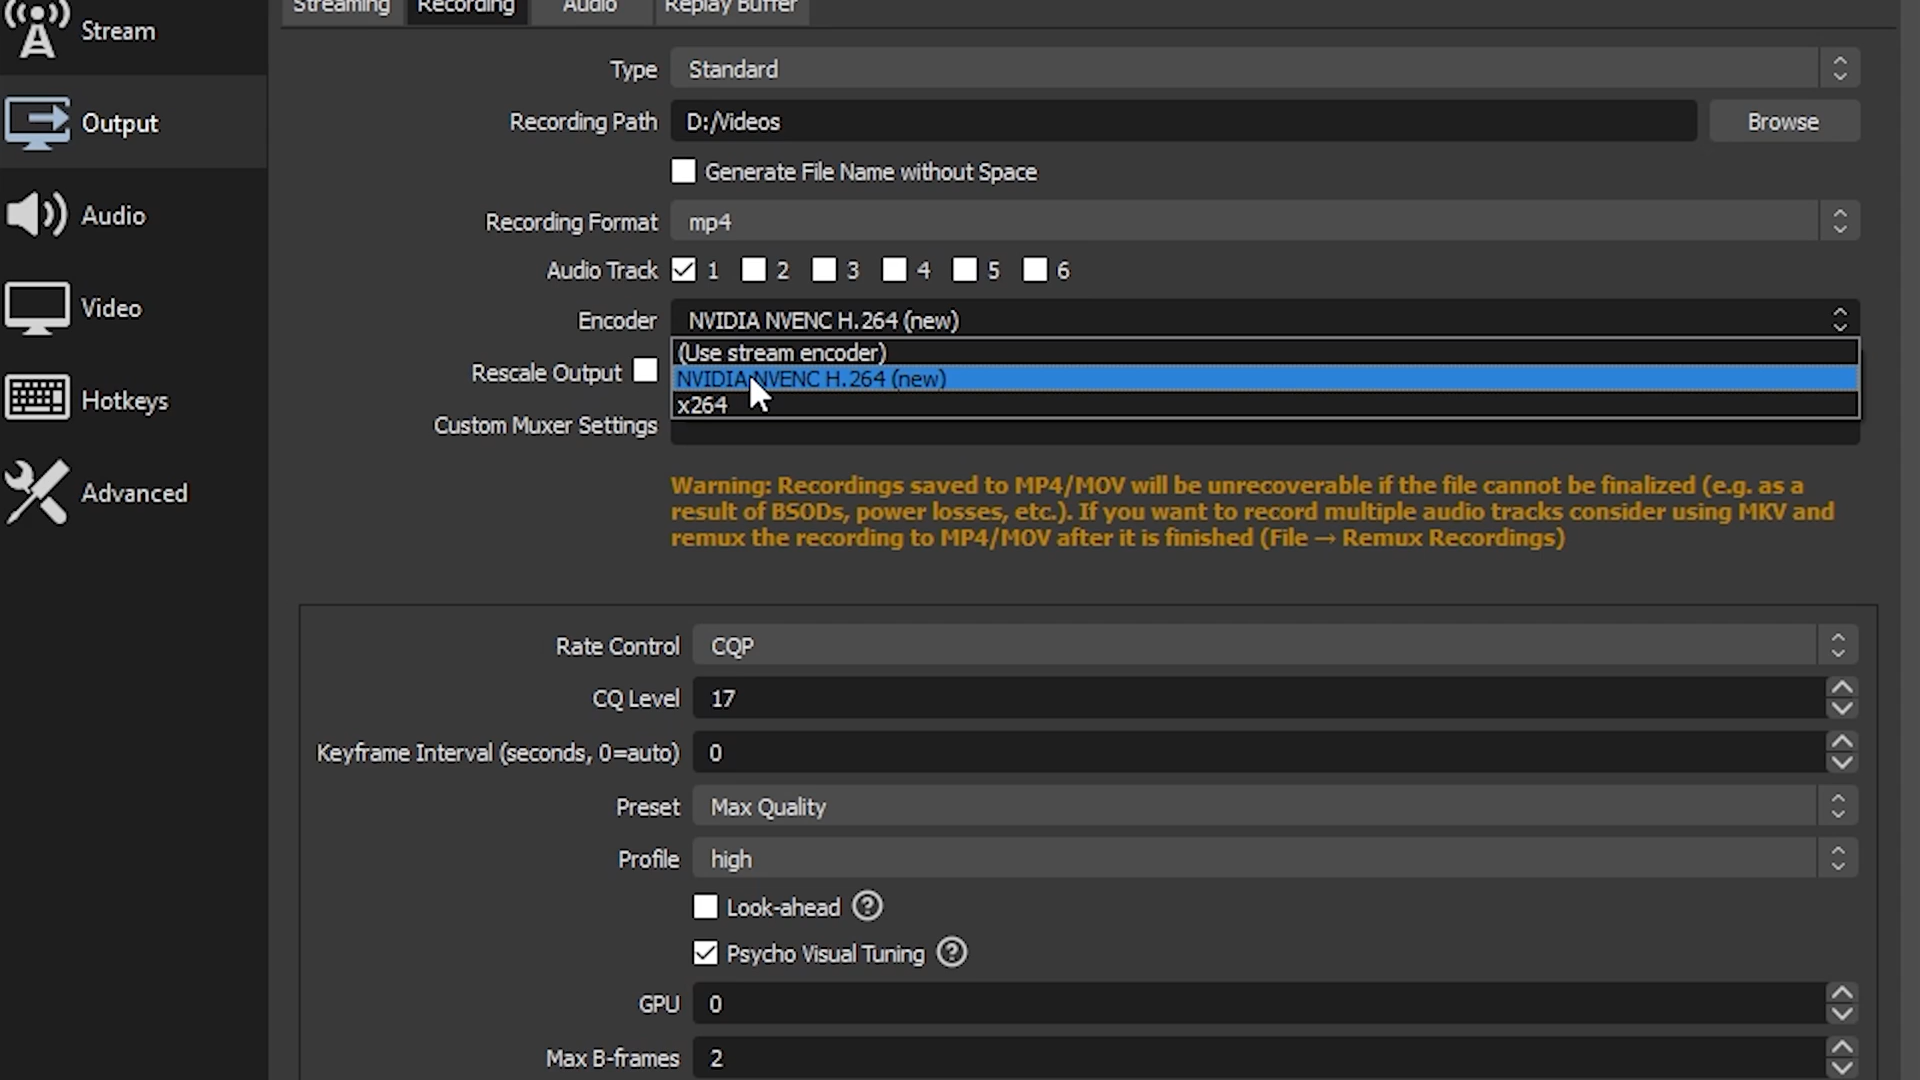 Streaming Recording Audio Replay Buffer
Stream
Output
Audio
Video
Hotkeys
Advanced
Type Standard
Recording Path D:/Videos Browse
Generate File Name without Space
Recording Format mp4
Audio Track 1 2 3 4 5 6
Encoder NVIDIA NVENC H.264 (new)
(Use stream encoder)
NVIDIA NVENC H.264 (new)
x264
Rescale Output
Custom Muxer Settings
Warning: Recordings saved to MP4/MOV will be unrecoverable if the file cannot be finalized (e.g. as a
result of BSODs, power losses, etc.). If you want to record multiple audio tracks consider using MKV and
remux the recording to MP4/MOV after it is finished (File → Remux Recordings)
Rate Control CQP
CQ Level 17
Keyframe Interval (seconds, 0=auto) 0
Preset Max Quality
Profile high
Look-ahead ?
Psycho Visual Tuning ?
GPU 0
Max B-frames 2